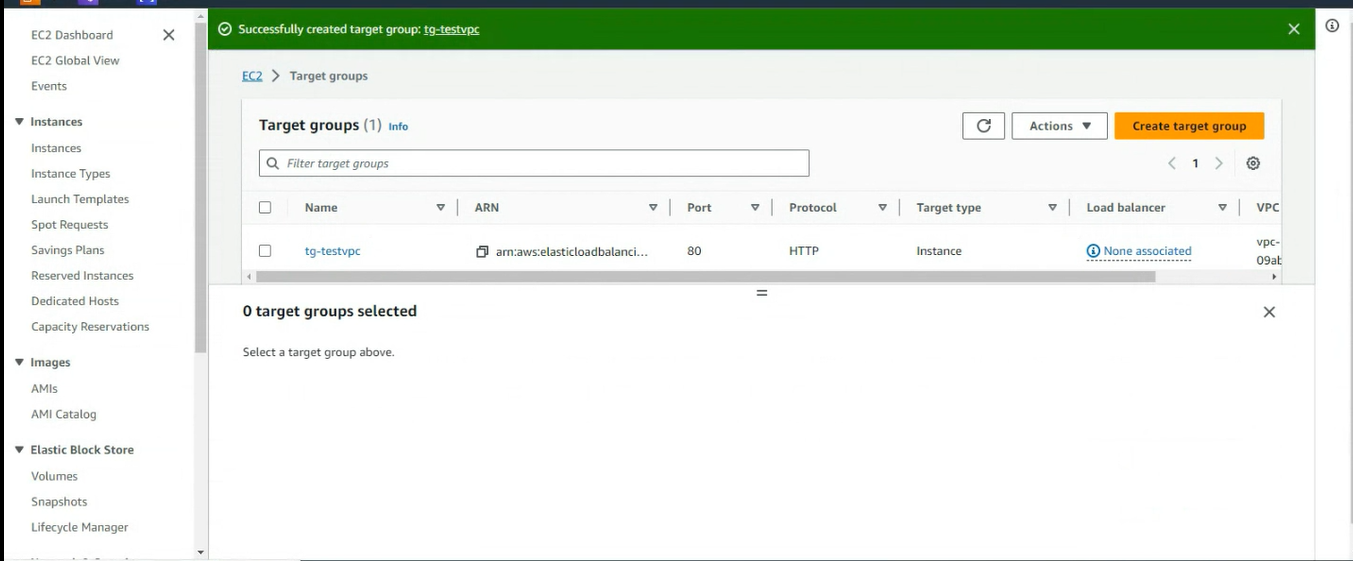 EC2 Dashboard
EC2 Global View
Events
Instances
Instances
Instance Types
Launch Templates
Spot Requests
Savings Plans
Reserved Instances
Dedicated Hosts
Capacity Reservations
Images
AMIs
AMI Catalog
Elastic Block Store
Volumes
Snapshots
Lifecycle Manager
Successfully created target group: tg-testvpc
EC2 > Target groups
Target groups (1) Info
Actions
Create target group
Filter target groups
1
Name ARN Port Protocol Target type Load balancer VPC
tg-testvpc arn:aws:elasticloadbalanci... 80 HTTP Instance None associated vpc-
09ab
0 target groups selected
Select a target group above.